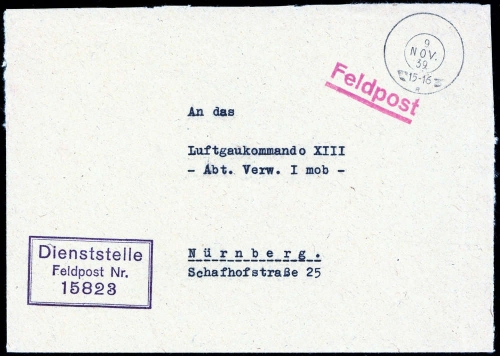 9
NOV.
39
15-16
a
Feldpost
An das
Luftgaukommando XIII
- Abt. Verw. I mob -
Nürnberg.
Schafhofstraße 25
Dienststelle
Feldpost Nr.
15823